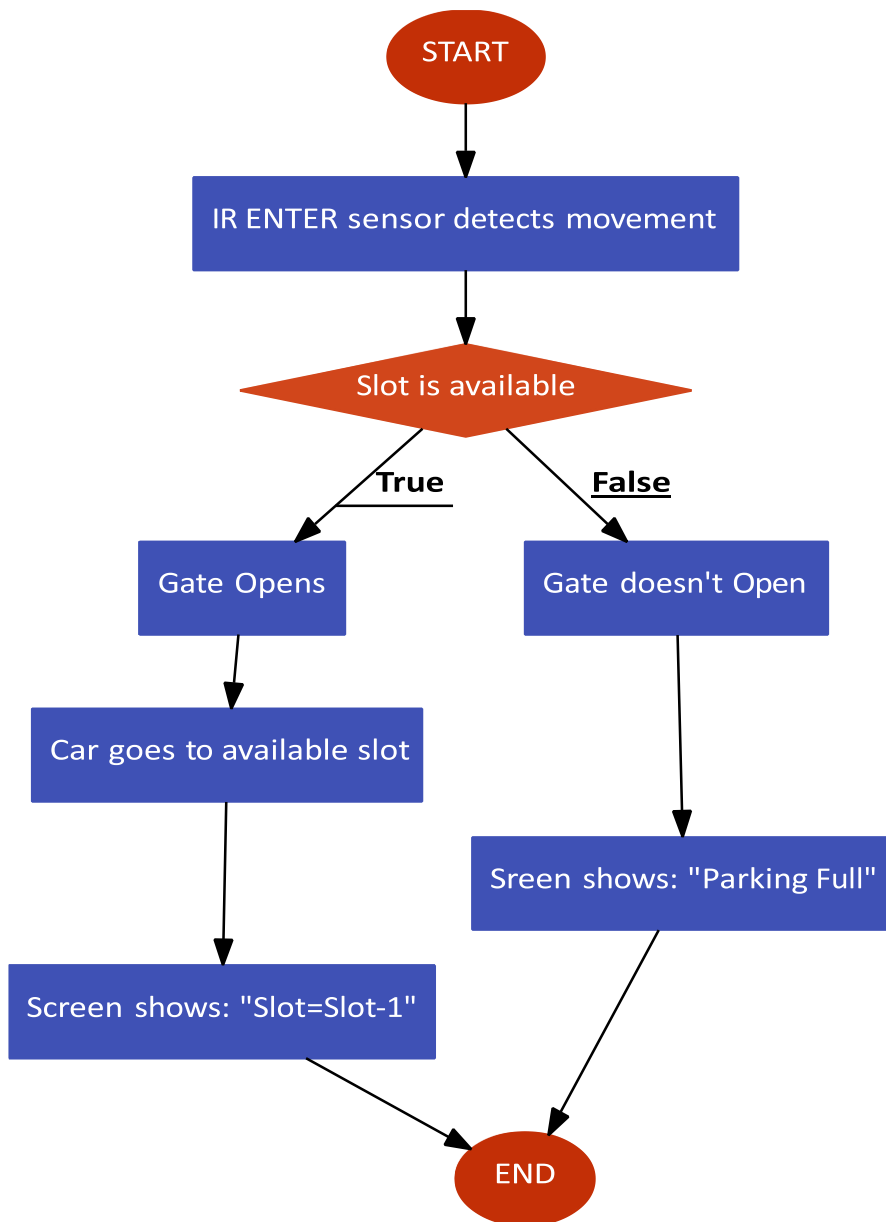 START
IR ENTER sensor detects movement
Slot is available
True
False
Gate Opens
Gate doesn't Open
Car goes to available slot
Sreen shows: "Parking Full"
Screen shows: "Slot=Slot-1"
END